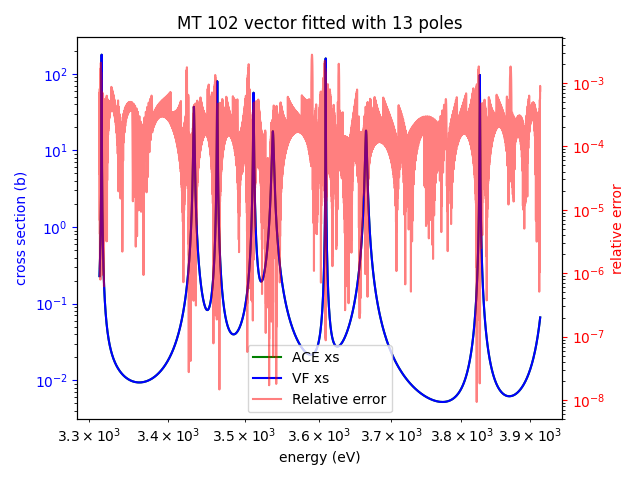 MT 102 vector fitted with 13 poles
cross section (b)
10²
10¹
10⁰
10⁻¹
10⁻²
10⁻³
10⁻⁴
10⁻⁵
10⁻⁶
10⁻⁷
10⁻⁸
relative error
ACE xs
VF xs
Relative error
3.3 × 10³ 3.4 × 10³ 3.5 × 10³ 3.6 × 10³ 3.7 × 10³ 3.8 × 10³ 3.9 × 10³
energy (eV)